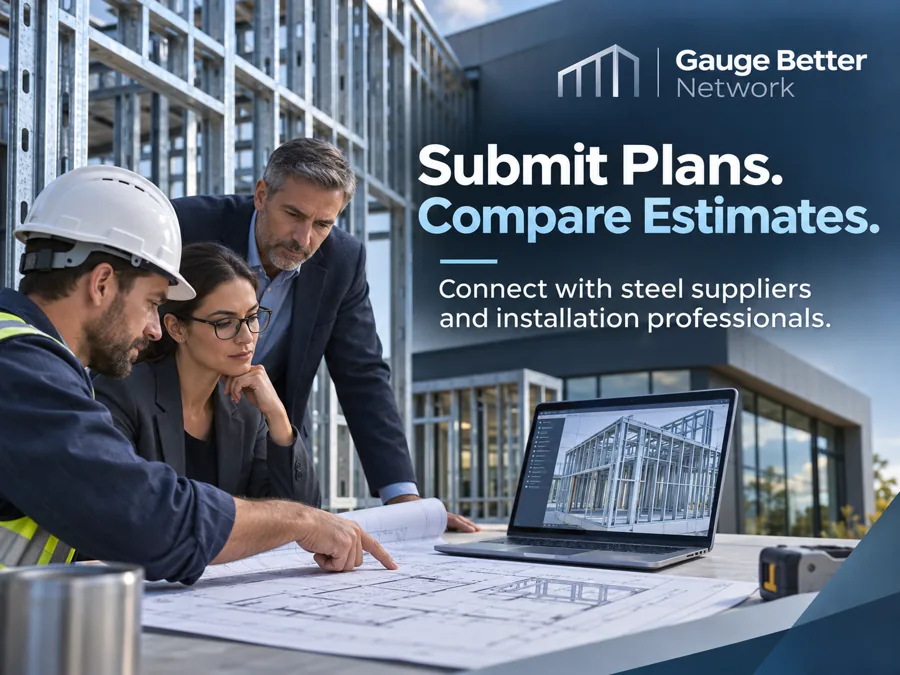 Gauge Better
Network
Submit Plans.
Compare Estimates.
Connect with steel suppliers
and installation professionals.